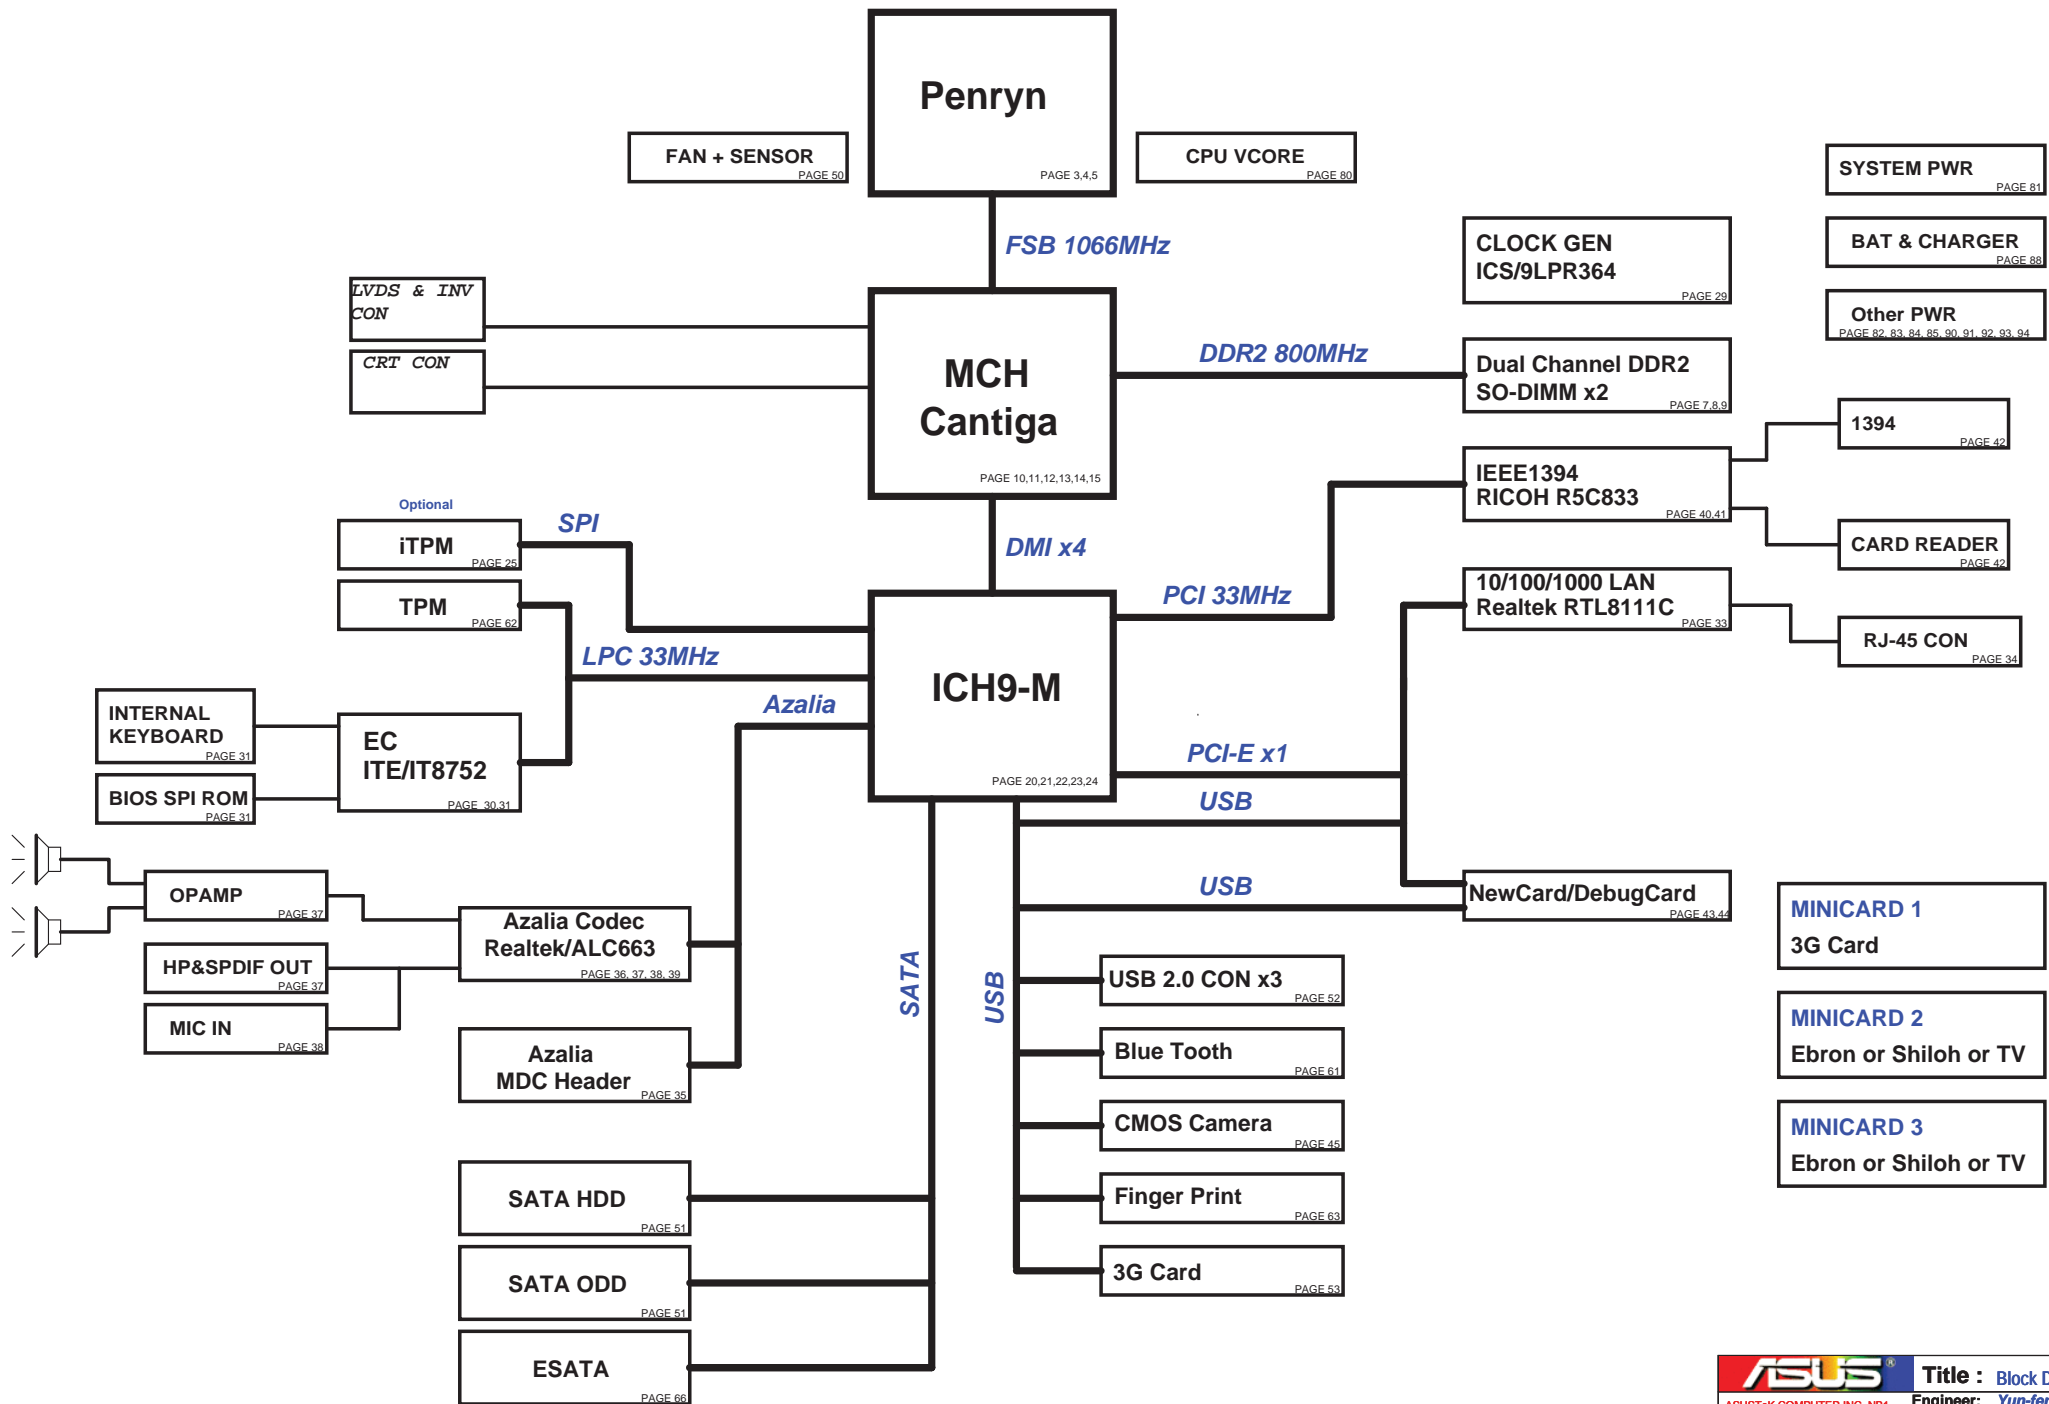 Penryn
PAGE 3,4,5
FAN + SENSOR
PAGE 50
CPU VCORE
PAGE 80
SYSTEM PWR
PAGE 81
FSB 1066MHz
CLOCK GEN
ICS/9LPR364
PAGE 29
BAT & CHARGER
PAGE 88
Other PWR
PAGE 82, 83, 84, 85, 90, 91, 92, 93, 94
LVDS & INV
CON
CRT CON
MCH
Cantiga
PAGE 10,11,12,13,14,15
DDR2 800MHz
Dual Channel DDR2
SO-DIMM x2
PAGE 7,8,9
1394
PAGE 42
IEEE1394
RICOH R5C833
PAGE 40,41
CARD READER
PAGE 42
Optional
iTPM
PAGE 25
SPI
DMI x4
TPM
PAGE 62
PCI 33MHz
10/100/1000 LAN
Realtek RTL8111C
PAGE 33
RJ-45 CON
PAGE 34
LPC 33MHz
ICH9-M
PAGE 20,21,22,23,24
Azalia
INTERNAL
KEYBOARD
PAGE 31
EC
ITE/IT8752
PAGE 30,31
BIOS SPI ROM
PAGE 31
PCI-E x1
USB
USB
NewCard/DebugCard
PAGE 43,44
OPAMP
PAGE 37
Azalia Codec
Realtek/ALC663
PAGE 36, 37, 38, 39
HP&SPDIF OUT
PAGE 37
MIC IN
PAGE 38
Azalia
MDC Header
PAGE 35
SATA
USB
USB 2.0 CON x3
PAGE 52
Blue Tooth
PAGE 61
CMOS Camera
PAGE 45
Finger Print
PAGE 63
3G Card
PAGE 53
MINICARD 1
3G Card
MINICARD 2
Ebron or Shiloh or TV
MINICARD 3
Ebron or Shiloh or TV
SATA HDD
PAGE 51
SATA ODD
PAGE 51
ESATA
PAGE 66
ASUS ®
Title : Block D
Engineer: Yun-fen